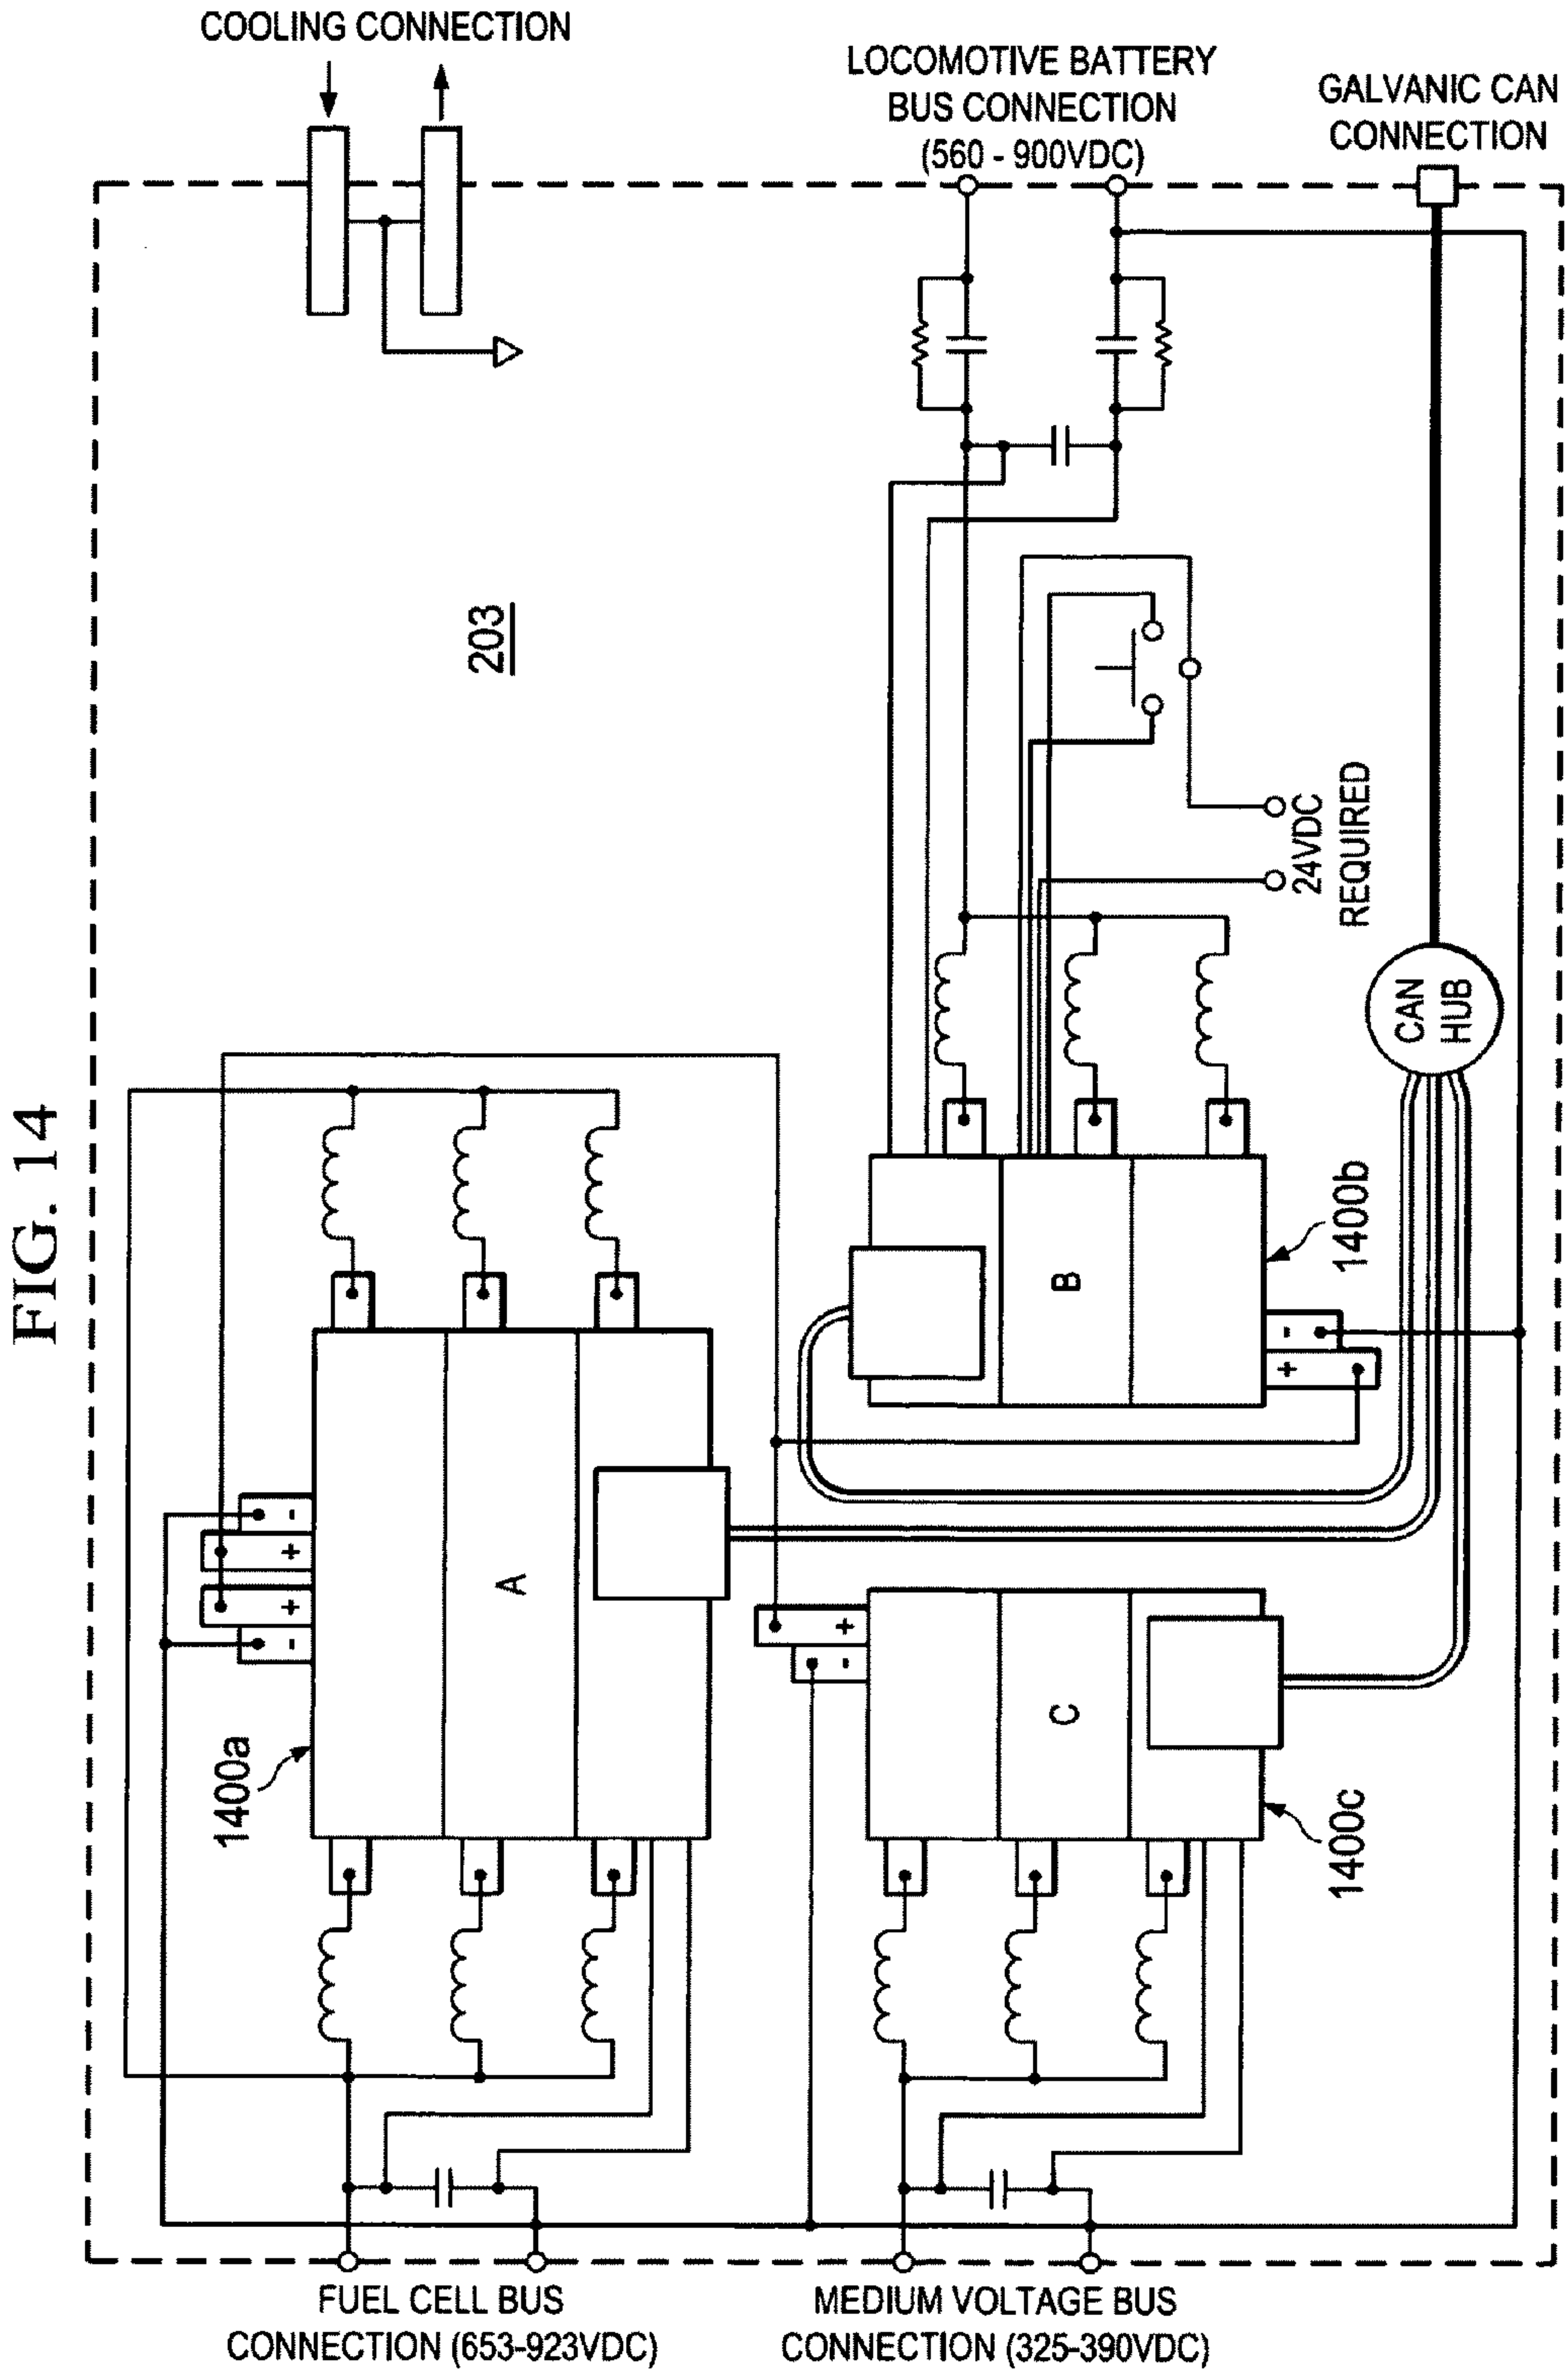 FIG. 14
COOLING CONNECTION
LOCOMOTIVE BATTERY
BUS CONNECTION
(560 - 900VDC)
GALVANIC CAN
CONNECTION
203
24VDC
REQUIRED
CAN
HUB
-
+
+
-
A
1400a
B
1400b
-
+
+
-
C
1400c
FUEL CELL BUS
CONNECTION (653-923VDC)
MEDIUM VOLTAGE BUS
CONNECTION (325-390VDC)